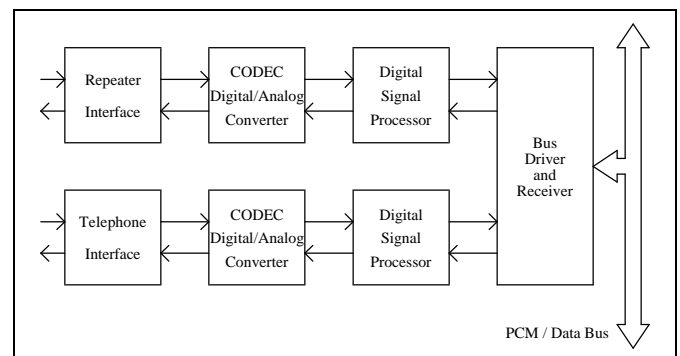 Repeater
Interface
CODEC
Digital/Analog
Converter
Digital
Signal
Processor
Bus
Driver
and
Receiver
Telephone
Interface
CODEC
Digital/Analog
Converter
Digital
Signal
Processor
PCM / Data Bus